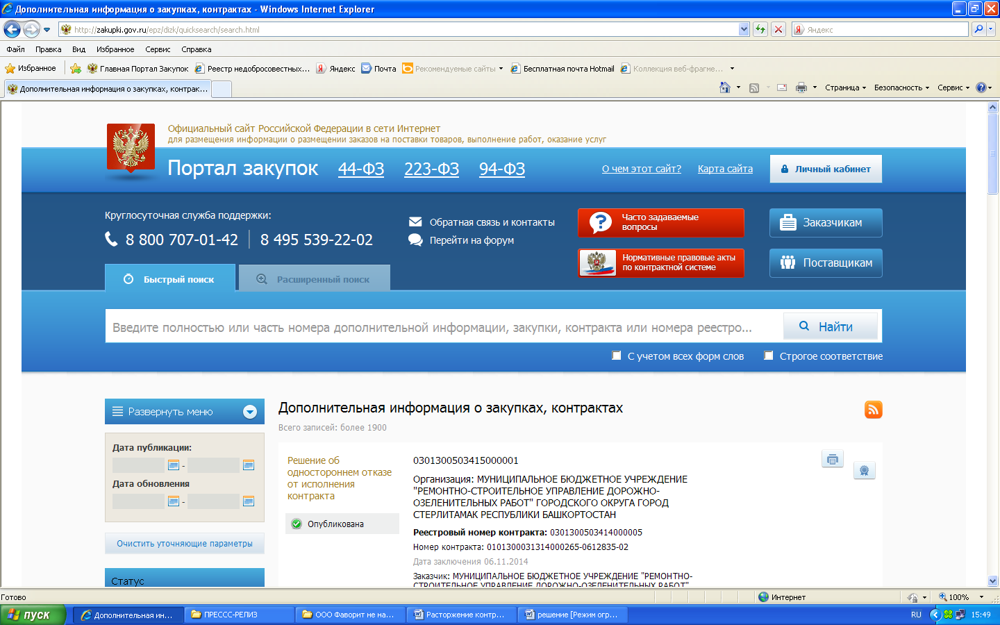 Дополнительная информация о закупках, контрактах - Windows Internet Explorer
http://zakupki.gov.ru/epz/dizk/quicksearch/search.html
Яндекс
Файл Правка Вид Избранное Сервис Справка
Избранное Главная Портал Закупок Реестр недобросовестных... Яндекс Почта Рекомендуемые сайты Бесплатная почта Hotmail Коллекция веб-фрагме...
Дополнительная информация о закупках, контрак...
Страница Безопасность Сервис
Официальный сайт Российской Федерации в сети Интернет
для размещения информации о размещении заказов на поставки товаров, выполнение работ, оказание услуг
Портал закупок 44-ФЗ 223-ФЗ 94-ФЗ О чем этот сайт? Карта сайта Личный кабинет
Круглосуточная служба поддержки:
8 800 707-01-42 8 495 539-22-02
Обратная связь и контакты
Перейти на форум
Часто задаваемые
вопросы
Нормативные правовые акты
по контрактной системе
Заказчикам
Поставщикам
Быстрый поиск Расширенный поиск
Введите полностью или часть номера дополнительной информации, закупки, контракта или номера реестро...
Найти
С учетом всех форм слов Строгое соответствие
Развернуть меню
Дата публикации:
-
Дата обновления
-
Очистить уточняющие параметры
Статус
Дополнительная информация о закупках, контрактах
Всего записей: более 1900
Решение об
одностороннем отказе
от исполнения
контракта
Опубликована
0301300503415000001
Организация: МУНИЦИПАЛЬНОЕ БЮДЖЕТНОЕ УЧРЕЖДЕНИЕ
"РЕМОНТНО-СТРОИТЕЛЬНОЕ УПРАВЛЕНИЕ ДОРОЖНО-
ОЗЕЛЕНИТЕЛЬНЫХ РАБОТ" ГОРОДСКОГО ОКРУГА ГОРОД
СТЕРЛИТАМАК РЕСПУБЛИКИ БАШКОРТОСТАН
Реестровый номер контракта: 0301300503414000005
Номер контракта: 0101300031314000265-0612835-02
Дата заключения 06.11.2014
Заказчик: МУНИЦИПАЛЬНОЕ БЮДЖЕТНОЕ УЧРЕЖДЕНИЕ "РЕМОНТНО-
СТРОИТЕЛЬНОЕ УПРАВЛЕНИЕ ДОРОЖНО-ОЗЕЛЕНИТЕЛЬНЫХ РАБОТ"
Готово Интернет 100%
пуск Дополнительная ин... ПРЕССС-РЕЛИЗ ООО Фаворит не на... Расторжение контр... решение [Режим огр... RU 15:49